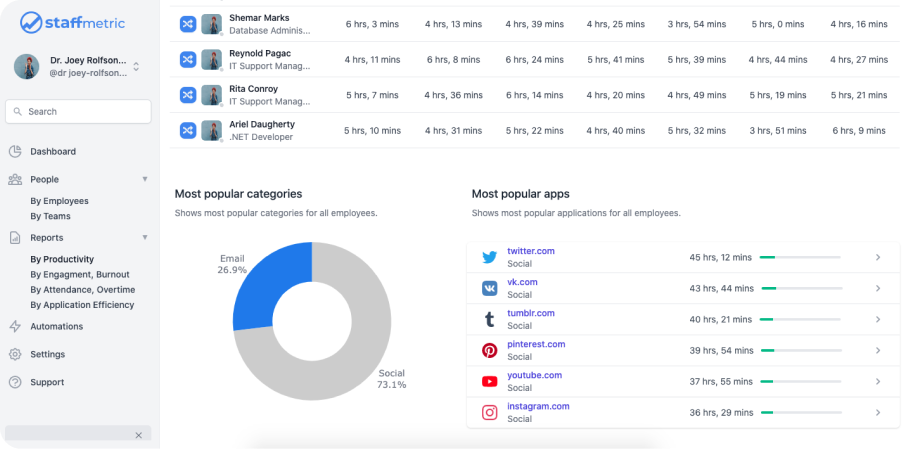 staffmetric
Dr. Joey Rolfson...
@dr joey-rolfson...
Search
Dashboard
People
By Employees
By Teams
Reports
By Productivity
By Engagment, Burnout
By Attendance, Overtime
By Application Efficiency
Automations
Settings
Support
Shemar Marks
Database Adminis...
6 hrs, 3 mins 4 hrs, 13 mins 4 hrs, 39 mins 4 hrs, 25 mins 3 hrs, 54 mins 5 hrs, 0 mins 4 hrs, 16 mins
Reynold Pagac
IT Support Manag...
4 hrs, 11 mins 6 hrs, 8 mins 6 hrs, 24 mins 5 hrs, 41 mins 5 hrs, 39 mins 4 hrs, 44 mins 4 hrs, 27 mins
Rita Conroy
IT Support Manag...
5 hrs, 7 mins 4 hrs, 36 mins 6 hrs, 14 mins 4 hrs, 20 mins 4 hrs, 49 mins 5 hrs, 19 mins 5 hrs, 21 mins
Ariel Daugherty
.NET Developer
5 hrs, 10 mins 4 hrs, 31 mins 5 hrs, 22 mins 4 hrs, 40 mins 5 hrs, 32 mins 3 hrs, 51 mins 6 hrs, 9 mins
Most popular categories
Shows most popular categories for all employees.
Email
26.9%
Social
73.1%
Most popular apps
Shows most popular applications for all employees.
twitter.com
Social
45 hrs, 12 mins
vk.com
Social
43 hrs, 44 mins
tumblr.com
Social
40 hrs, 21 mins
pinterest.com
Social
39 hrs, 54 mins
youtube.com
Social
37 hrs, 55 mins
instagram.com
Social
36 hrs, 29 mins